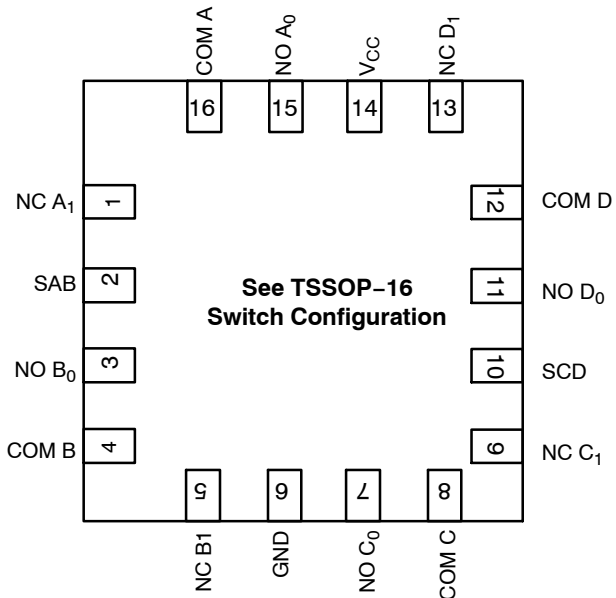 COM A
NO A₀
V_CC
NC D₁
16
15
14
13
NC A₁
1
12
COM D
SAB
2
See TSSOP–16
Switch Configuration
11
NO D₀
NO B₀
3
10
SCD
COM B
4
9
NC C₁
5
6
7
8
NC B1
GND
NO C₀
COM C